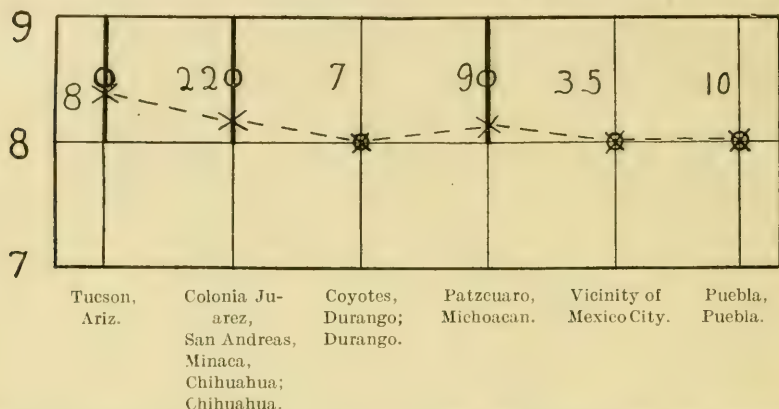 9
8 22 7 9 35 10
8
7
Tucson,
Ariz.
Colonia Ju-
arez,
San Andreas,
Minaca,
Chihuahua;
Chihuahua.
Coyotes,
Durango;
Durango.
Patzcuaro,
Michoacan.
Vicinity of
Mexico City.
Puebla,
Puebla.